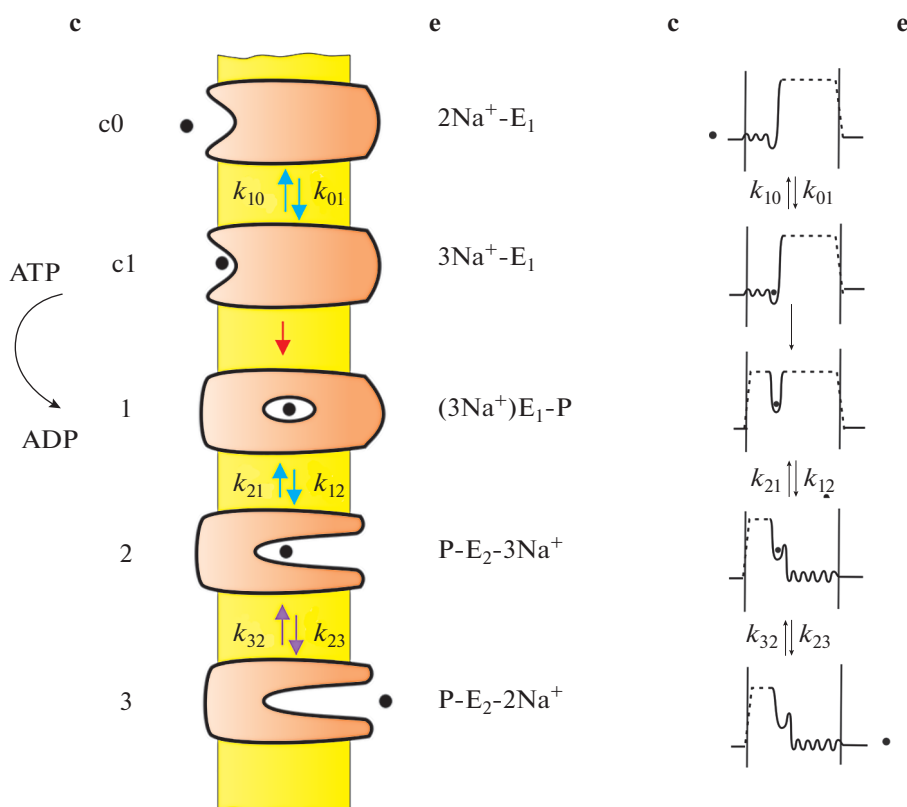 c e c e
c0 2Na⁺-E₁
k₁₀ k₀₁ k₁₀ k₀₁
c1 3Na⁺-E₁
ATP
1 (3Na⁺)E₁-P
ADP
k₂₁ k₁₂ k₂₁ k₁₂
2 P-E₂-3Na⁺
k₃₂ k₂₃ k₃₂ k₂₃
3 P-E₂-2Na⁺